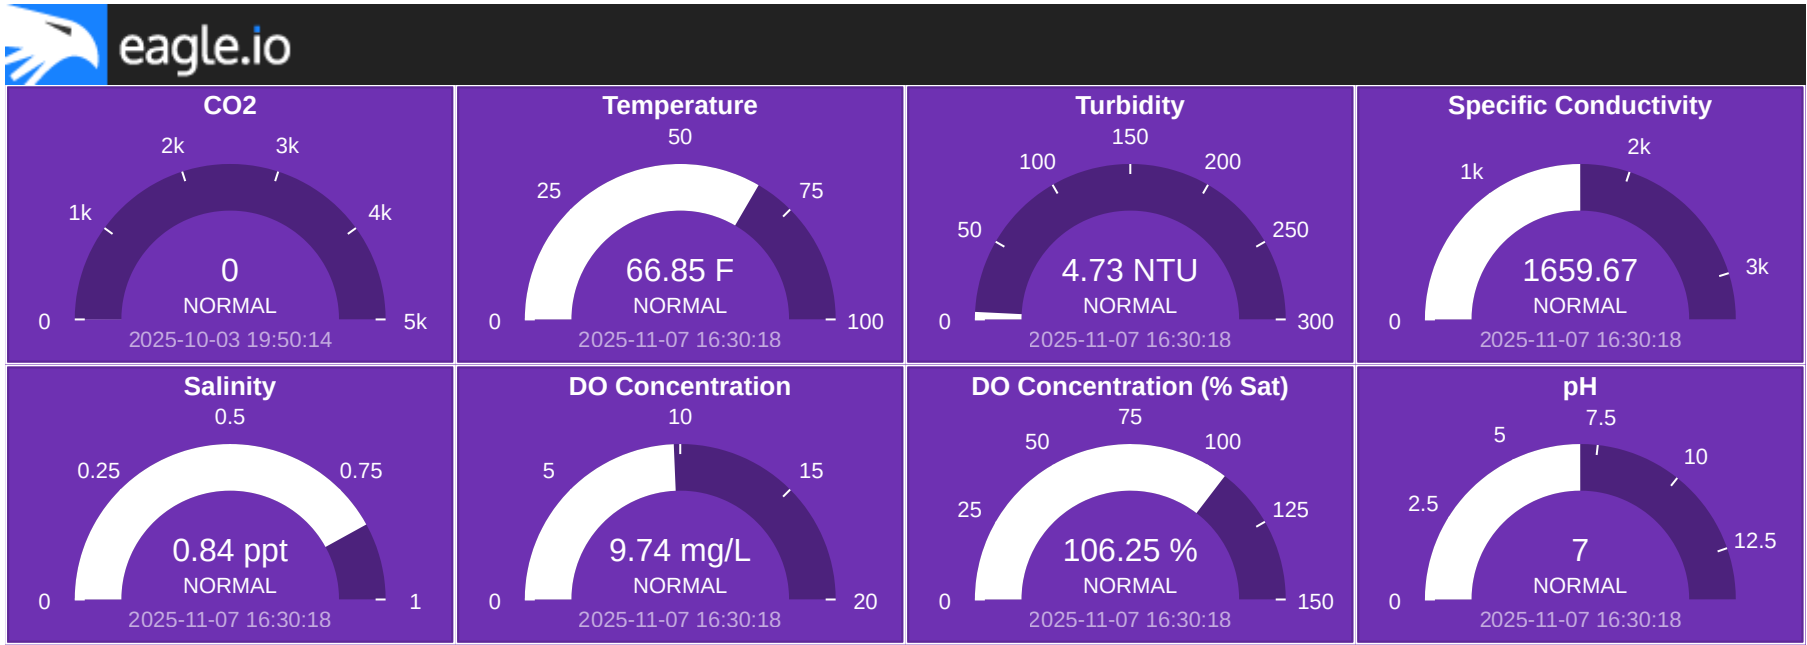 eagle.io
CO2
2k 3k
1k 4k
0 5k
0
NORMAL
2025-10-03 19:50:14
Temperature
50
25 75
0 100
66.85 F
NORMAL
2025-11-07 16:30:18
Turbidity
150
100 200
50 250
0 300
4.73 NTU
NORMAL
2025-11-07 16:30:18
Specific Conductivity
2k
1k
3k
0
1659.67
NORMAL
2025-11-07 16:30:18
Salinity
0.5
0.25 0.75
0 1
0.84 ppt
NORMAL
2025-11-07 16:30:18
DO Concentration
10
5 15
0 20
9.74 mg/L
NORMAL
2025-11-07 16:30:18
DO Concentration (% Sat)
75
50 100
25 125
0 150
106.25 %
NORMAL
2025-11-07 16:30:18
pH
7.5
5 10
2.5 12.5
0
7
NORMAL
2025-11-07 16:30:18